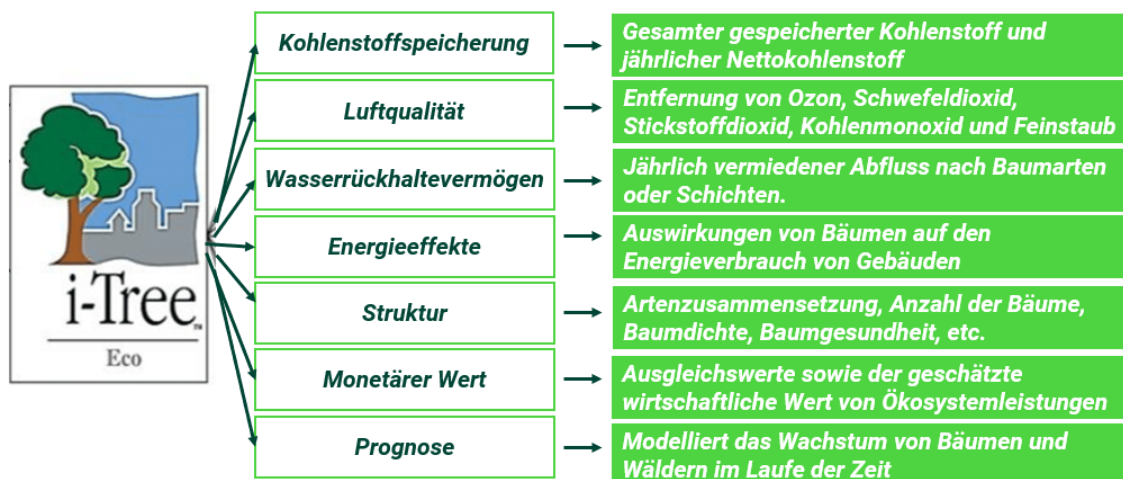 i-Tree
Eco
Kohlenstoffspeicherung
Gesamter gespeicherter Kohlenstoff und
jährlicher Nettokohlenstoff
Luftqualität
Entfernung von Ozon, Schwefeldioxid,
Stickstoffdioxid, Kohlenmonoxid und Feinstaub
Wasserrückhaltevermögen
Jährlich vermiedener Abfluss nach Baumarten
oder Schichten.
Energieeffekte
Auswirkungen von Bäumen auf den
Energieverbrauch von Gebäuden
Struktur
Artenzusammensetzung, Anzahl der Bäume,
Baumdichte, Baumgesundheit, etc.
Monetärer Wert
Ausgleichswerte sowie der geschätzte
wirtschaftliche Wert von Ökosystemleistungen
Prognose
Modelliert das Wachstum von Bäumen und
Wäldern im Laufe der Zeit